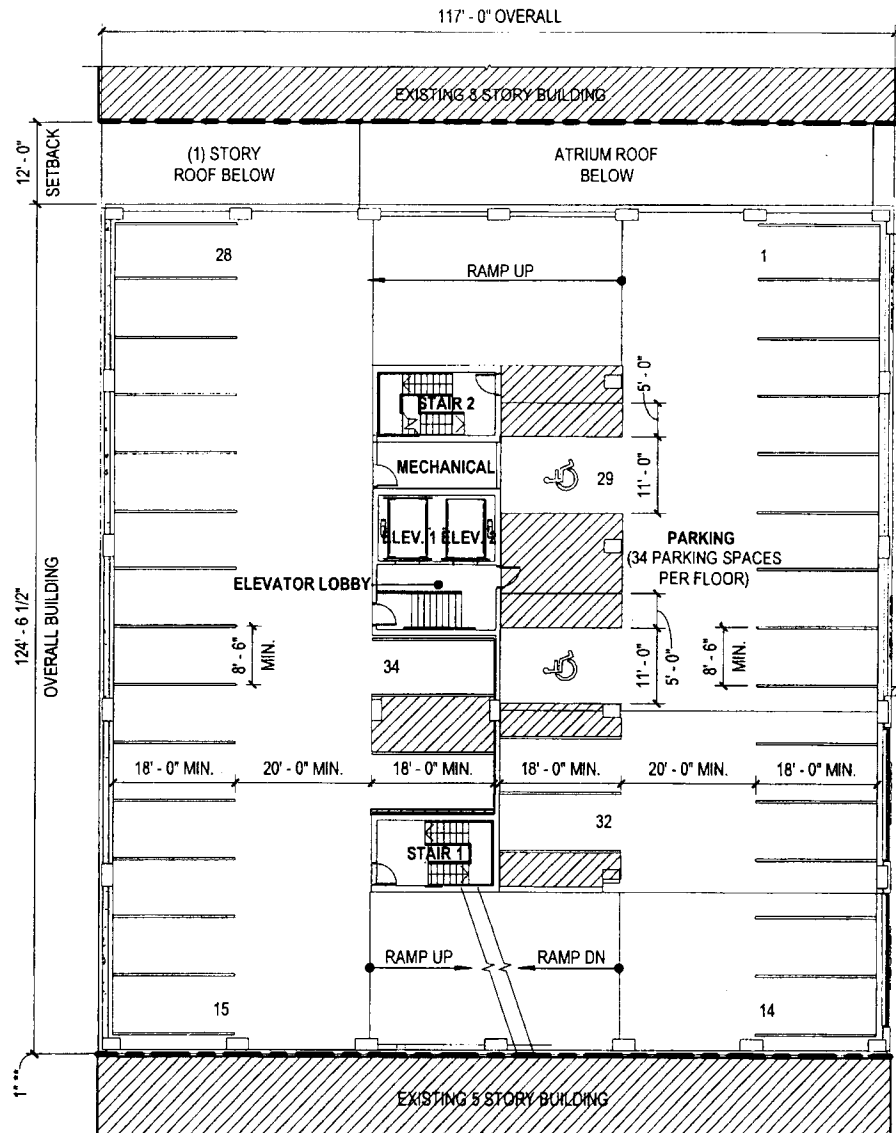 117' - 0" OVERALL
EXISTING 8 STORY BUILDING
12' - 0"
SETBACK
(1) STORY
ROOF BELOW
ATRIUM ROOF
BELOW
28
1
RAMP UP
5' - 0"
STAIR 2
MECHANICAL
29
11' - 0"
ELEV. 1
ELEV. 2
PARKING
(34 PARKING SPACES
PER FLOOR)
ELEVATOR LOBBY
124' - 6 1/2"
OVERALL BUILDING
8' - 6"
MIN.
34
11' - 0"
5' - 0"
8' - 6"
MIN.
18' - 0" MIN.
20' - 0" MIN.
18' - 0" MIN.
18' - 0" MIN.
20' - 0" MIN.
18' - 0" MIN.
32
STAIR 1
RAMP UP
RAMP DN
15
14
1" **
EXISTING 5 STORY BUILDING